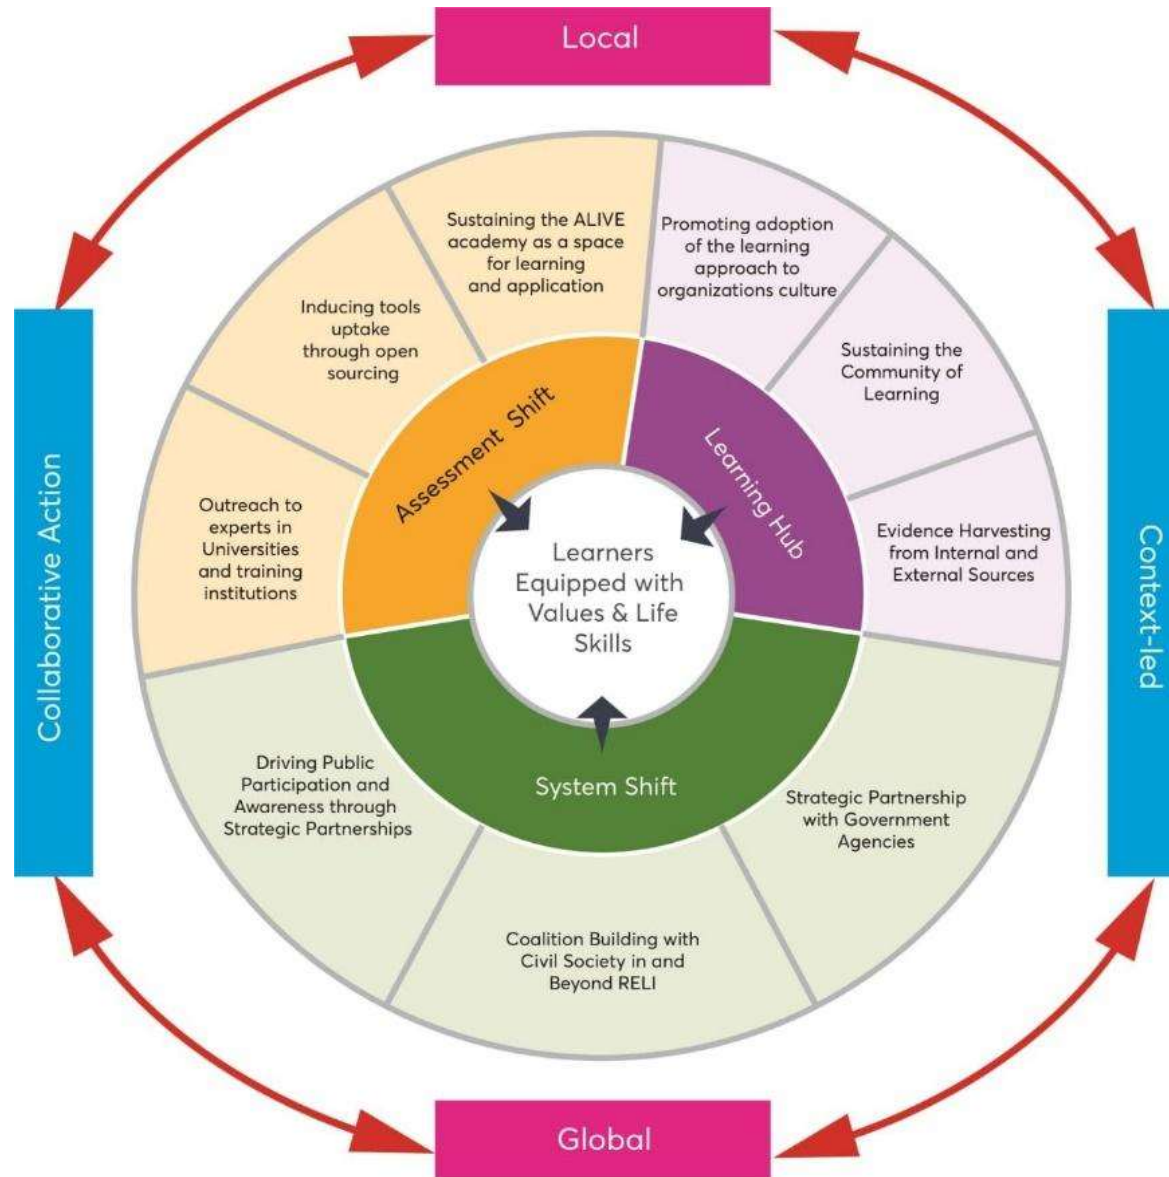 Local
Sustaining the ALIVE
academy as a space
for learning
and application
Promoting adoption
of the learning
approach to
organizations culture
Inducing tools
uptake
through open
sourcing
Sustaining the
Community of
Learning
Assessment Shift
Learning Hub
Collaborative Action
Context-led
Outreach to
experts in
Universities
and training
institutions
Evidence Harvesting
from Internal and
External Sources
Learners
Equipped with
Values & Life
Skills
System Shift
Driving Public
Participation and
Awareness through
Strategic Partnerships
Strategic Partnership
with Government
Agencies
Coalition Building with
Civil Society in and
Beyond RELI
Global